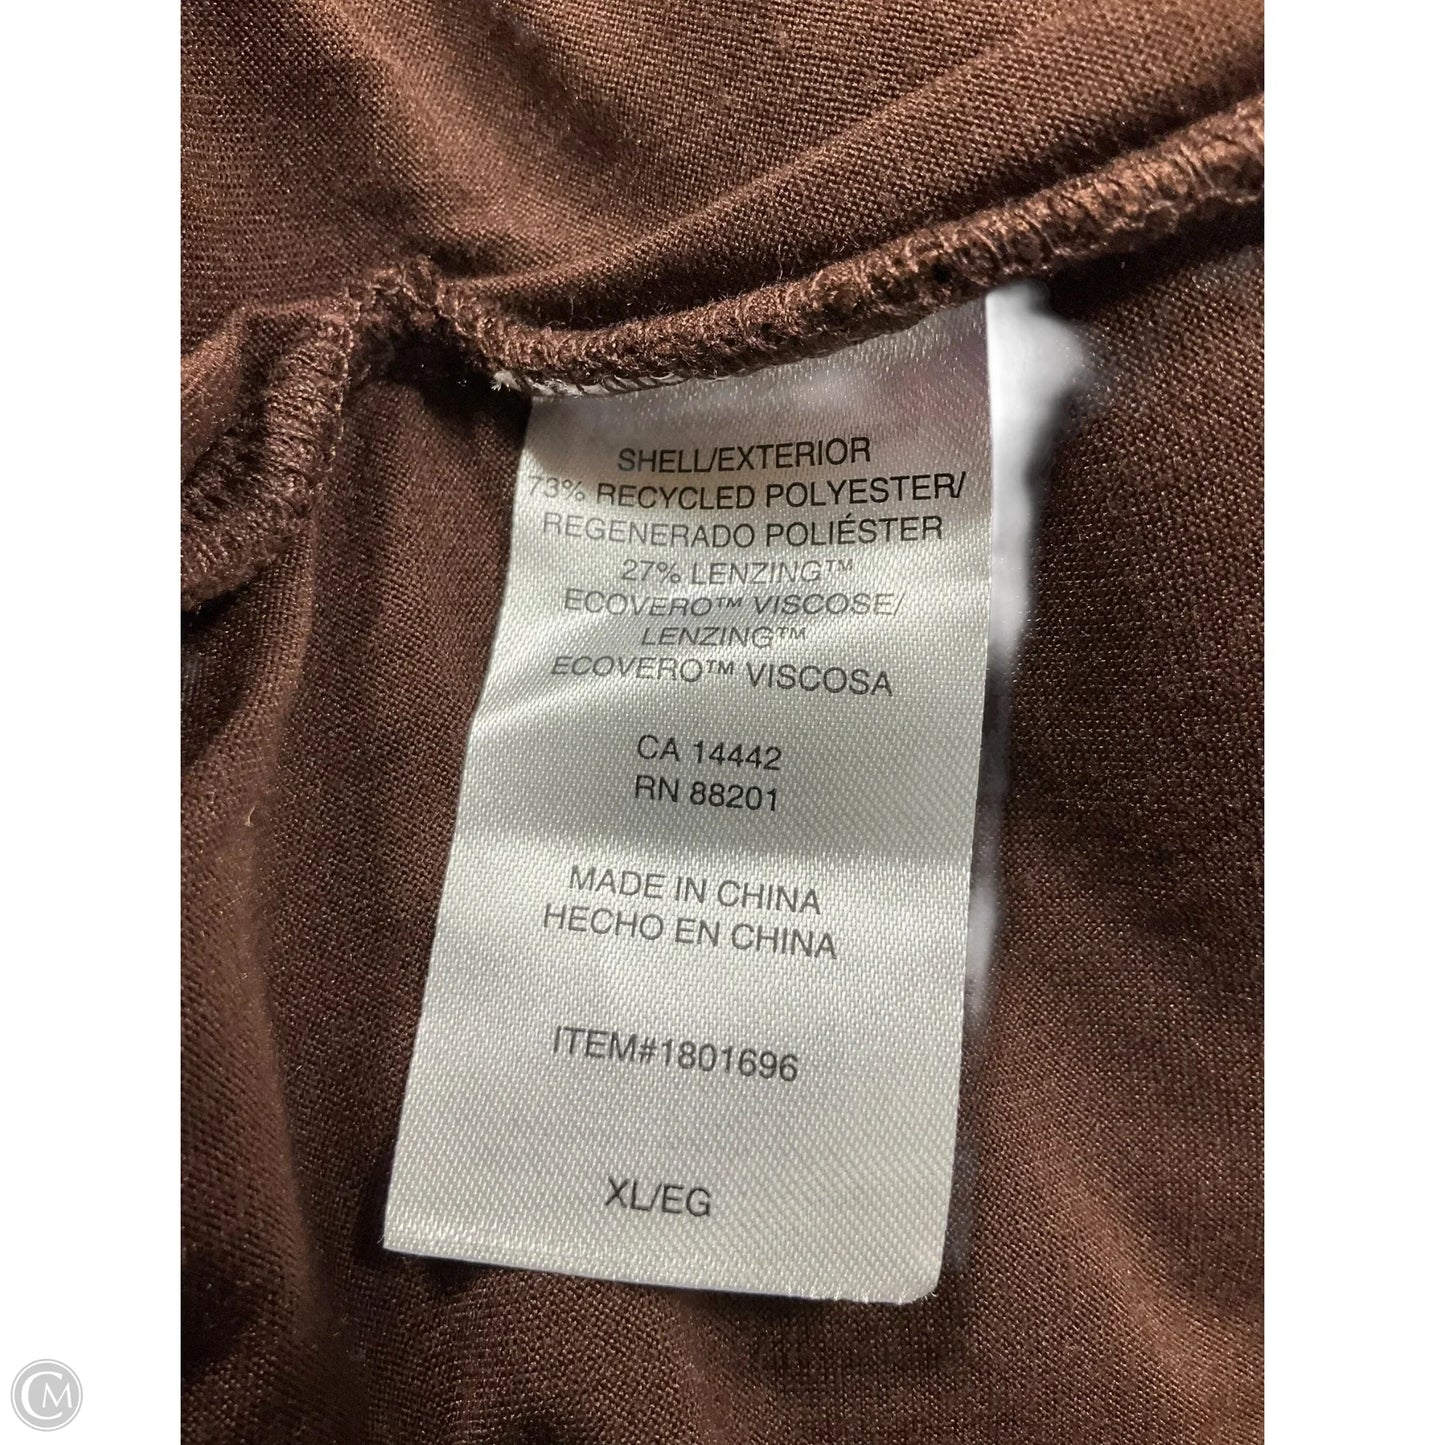 SHELL/EXTERIOR
73% RECYCLED POLYESTER/
REGENERADO POLIÉSTER
27% LENZING™
ECOVERO™ VISCOSE/
LENZING™
ECOVERO™ VISCOSA
CA 14442
RN 88201
MADE IN CHINA
HECHO EN CHINA
ITEM#1801696
XL/EG
CM